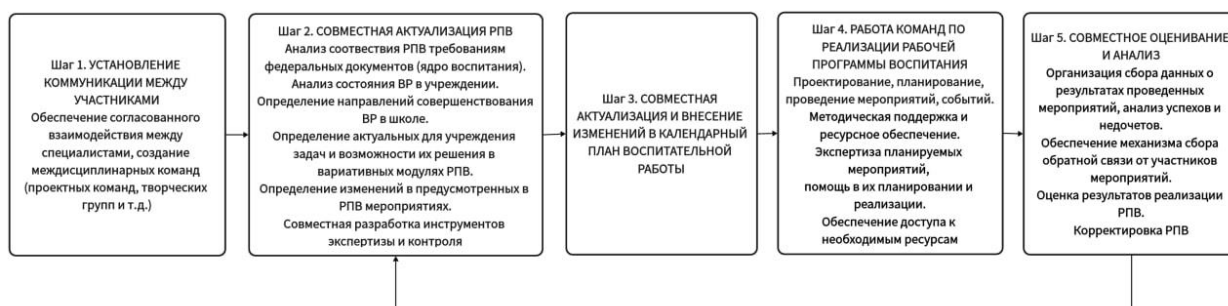 Шаг 1. УСТАНОВЛЕНИЕ
КОММУНИКАЦИИ МЕЖДУ
УЧАСТНИКАМИ
Обеспечение согласованного
взаимодействия между
специалистами, создание
междисциплинарных команд
(проектных команд, творческих
групп и т.д.)
Шаг 2. СОВМЕСТНАЯ АКТУАЛИЗАЦИЯ РПВ
Анализ соотвествия РПВ требованиям
федеральных документов (ядро воспитания).
Анализ состояния ВР в учреждении.
Определение направлений совершенствования
ВР в школе.
Определение актуальных для учреждения
задач и возможности их решения в
вариативных модулях РПВ.
Определение изменений в предусмотренных в
РПВ мероприятиях.
Совместная разработка инструментов
экспертизы и контроля
Шаг 3. СОВМЕСТНАЯ
АКТУАЛИЗАЦИЯ И ВНЕСЕНИЕ
ИЗМЕНЕНИЙ В КАЛЕНДАРНЫЙ
ПЛАН ВОСПИТАТЕЛЬНОЙ
РАБОТЫ
Шаг 4. РАБОТА КОМАНД ПО
РЕАЛИЗАЦИИ РАБОЧЕЙ
ПРОГРАММЫ ВОСПИТАНИЯ
Проектирование, планирование,
проведение мероприятий, событий.
Методическая поддержка и
ресурсное обеспечение.
Экспертиза планируемых
мероприятий,
помощь в их планировании и
реализации.
Обеспечение доступа к
необходимым ресурсам
Шаг 5. СОВМЕСТНОЕ ОЦЕНИВАНИЕ
И АНАЛИЗ
Организация сбора данных о
результатах проведенных
мероприятий, анализ успехов и
недочетов.
Обеспечение механизма сбора
обратной связи от участников
мероприятий.
Оценка результатов реализации
РПВ.
Корректировка РПВ